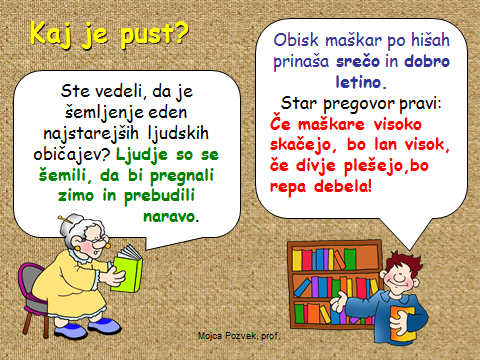 Kaj je pust?
Ste vedeli, da je
šemljenje eden
najstarejših ljudskih
običajev? Ljudje so se
šemili, da bi pregnali
zimo in prebudili
naravo.
Obisk maškar po hišah
prinaša srečo in dobro
letino.
Star pregovor pravi:
Če maškare visoko
skačejo, bo lan visok,
če divje plešejo,bo
repa debela!
Mojca Pozvek, prof.